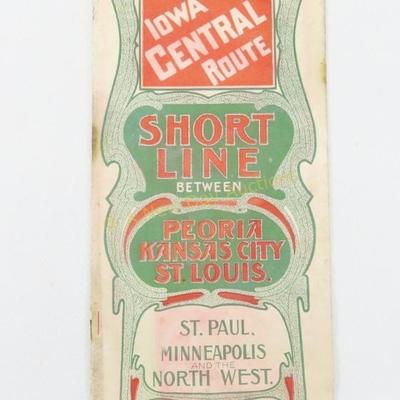 IOWA
CENTRAL
ROUTE
SHORT
LINE
BETWEEN
PEORIA
KANSAS CITY
ST. LOUIS.
ST. PAUL,
MINNEAPOLIS
AND THE
NORTH WEST.